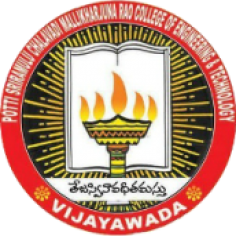 POTTI SRIRAMULU CHALAVADI MALLIKHARJUNA RAO COLLEGE OF ENGINEERING & TECHNOLOGY
తేజస్వినావధీతమస్తు
VIJAYAWADA